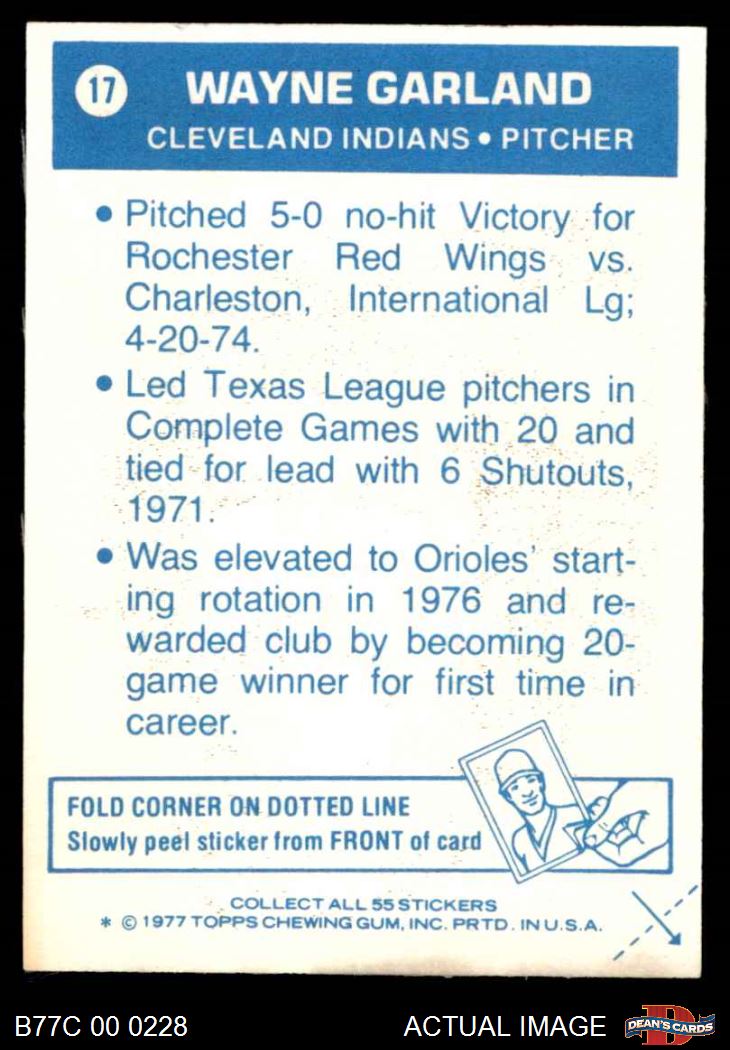 17
WAYNE GARLAND
CLEVELAND INDIANS • PITCHER
• Pitched 5-0 no-hit Victory for
Rochester Red Wings vs.
Charleston, International Lg;
4-20-74.
• Led Texas League pitchers in
Complete Games with 20 and
tied for lead with 6 Shutouts,
1971.
• Was elevated to Orioles' start-
ing rotation in 1976 and re-
warded club by becoming 20-
game winner for first time in
career.
FOLD CORNER ON DOTTED LINE
Slowly peel sticker from FRONT of card
COLLECT ALL 55 STICKERS
* © 1977 TOPPS CHEWING GUM, INC. PRTD. IN U.S.A.
B77C 00 0228 ACTUAL IMAGE
D
DEAN'S CARDS